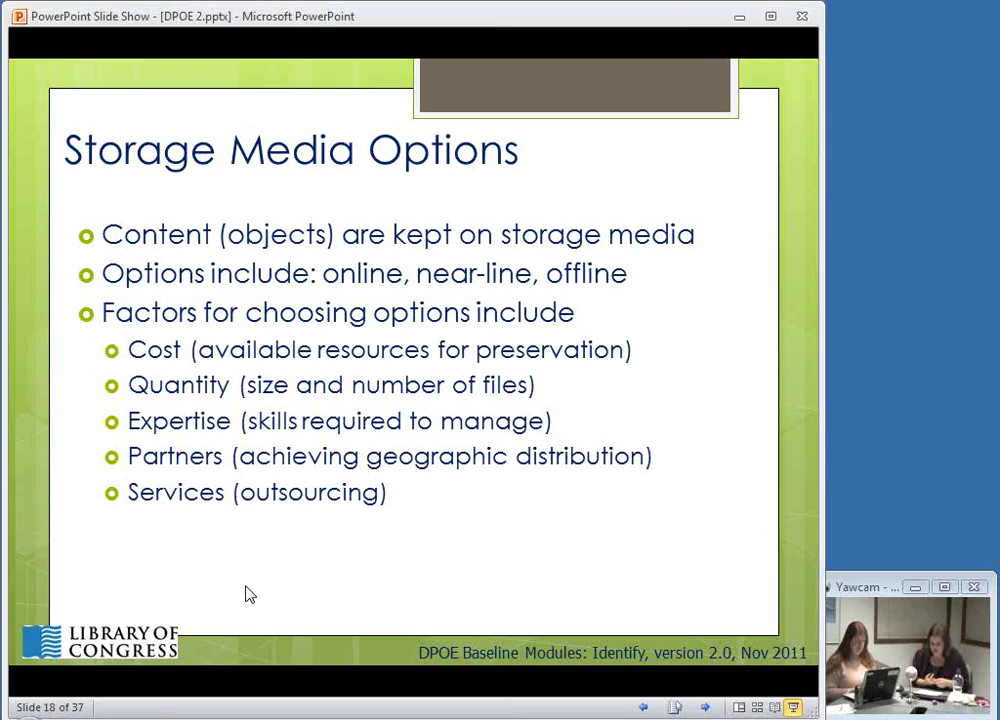 PowerPoint Slide Show - [DPOE 2.pptx] - Microsoft PowerPoint
Storage Media Options
Content (objects) are kept on storage media
Options include: online, near-line, offline
Factors for choosing options include
Cost (available resources for preservation)
Quantity (size and number of files)
Expertise (skills required to manage)
Partners (achieving geographic distribution)
Services (outsourcing)
LIBRARY OF
CONGRESS
DPOE Baseline Modules: Identify, version 2.0, Nov 2011
Slide 18 of 37
Yawcam - ...